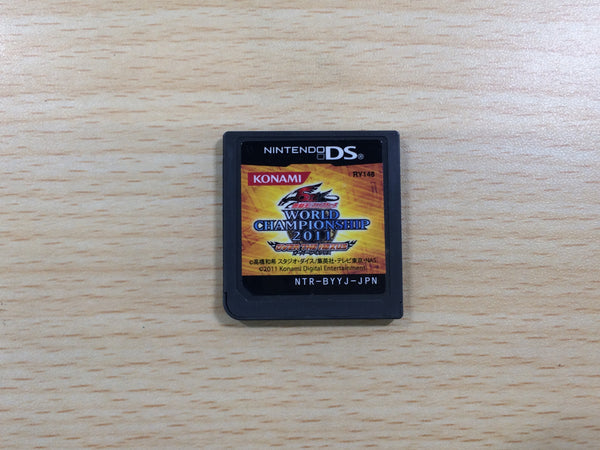 NINTENDO DS®
KONAMI
RY148
WORLD
CHAMPIONSHIP
2011
©高橋和希 スタジオ・ダイス/集英社・テレビ東京・NAS
©2011 Konami Digital Entertainment
NTR-BYYJ-JPN